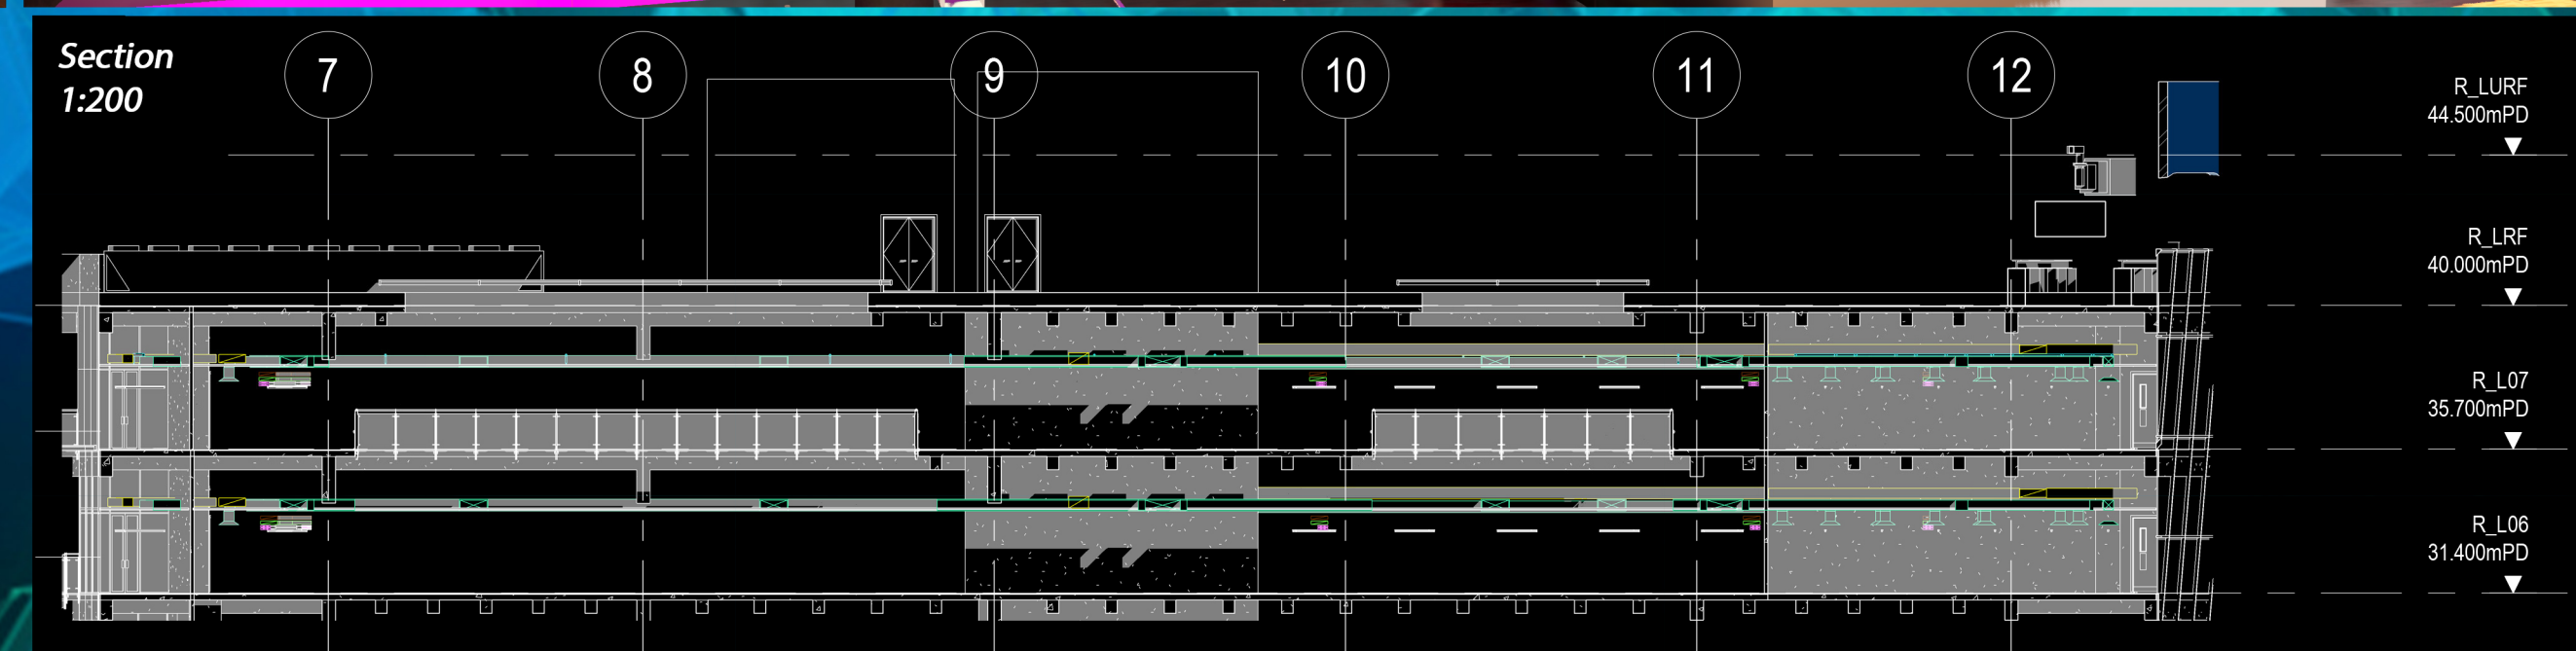 Section
1:200
7
8
9
10
11
12
R_LURF
44.500mPD
R_LRF
40.000mPD
R_L07
35.700mPD
R_L06
31.400mPD